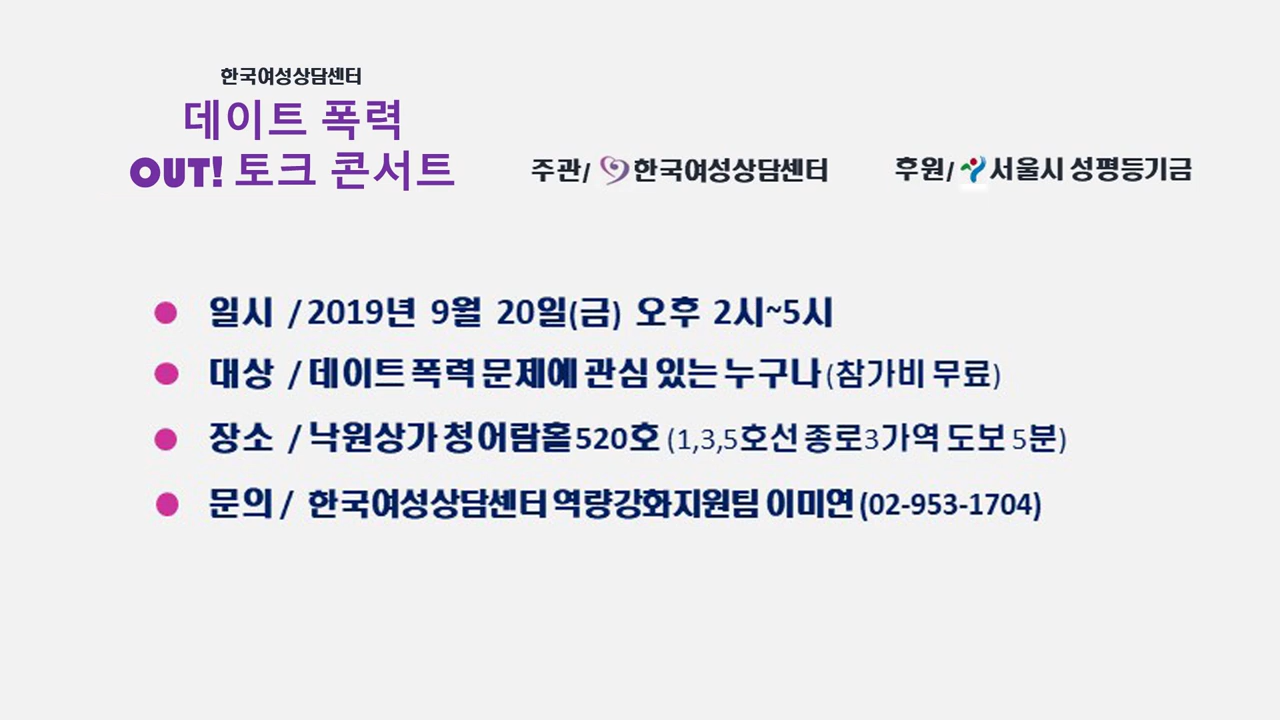 한국여성상담센터
데이트 폭력
OUT! 토크 콘서트
주관/ 한국여성상담센터
후원/ 서울시 성평등기금
일시 / 2019년 9월 20일(금) 오후 2시~5시
대상 / 데이트 폭력 문제에 관심 있는 누구나 (참가비 무료)
장소 / 낙원상가 청어람홀 520호 (1,3,5호선 종로3가역 도보 5분)
문의 / 한국여성상담센터 역량강화지원팀 이미연 (02-953-1704)